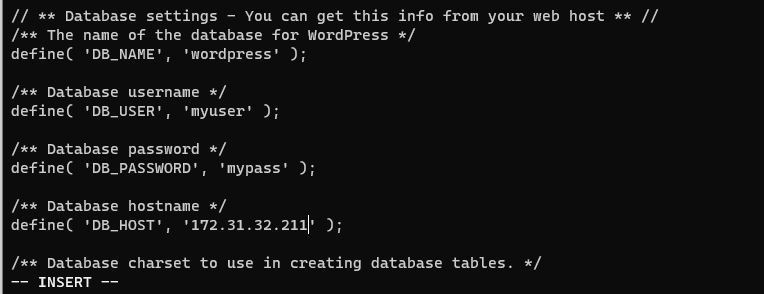 // ** Database settings - You can get this info from your web host ** //
/** The name of the database for WordPress */
define( 'DB_NAME', 'wordpress' );
/** Database username */
define( 'DB_USER', 'myuser' );
/** Database password */
define( 'DB_PASSWORD', 'mypass' );
/** Database hostname */
define( 'DB_HOST', '172.31.32.211' );
/** Database charset to use in creating database tables. */
-- INSERT --